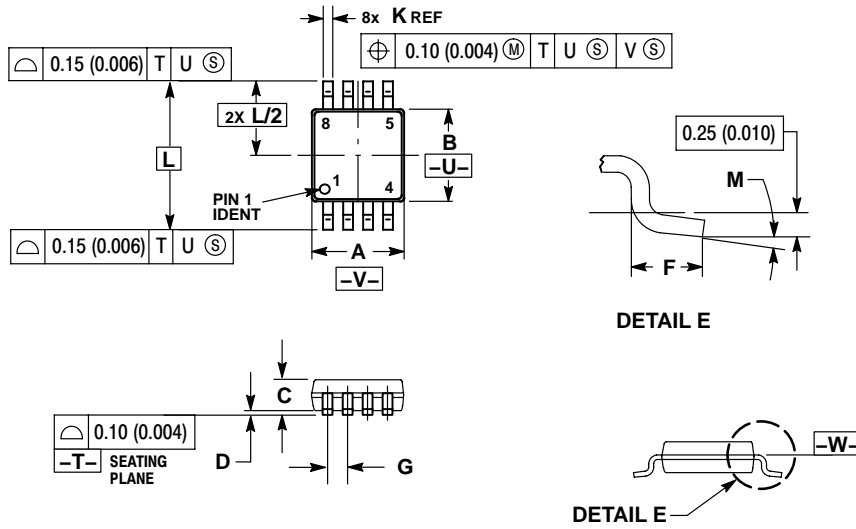 8x K REF
⌓ 0.15 (0.006) T U Ⓢ
⌖ 0.10 (0.004) Ⓜ T U Ⓢ V Ⓢ
2X L/2
8 5
B
–U–
L
PIN 1
IDENT
1
4
⌓ 0.15 (0.006) T U Ⓢ
A
–V–
0.25 (0.010)
M
F
DETAIL E
C
⌓ 0.10 (0.004)
–T– SEATING
PLANE
D
G
–W–
DETAIL E